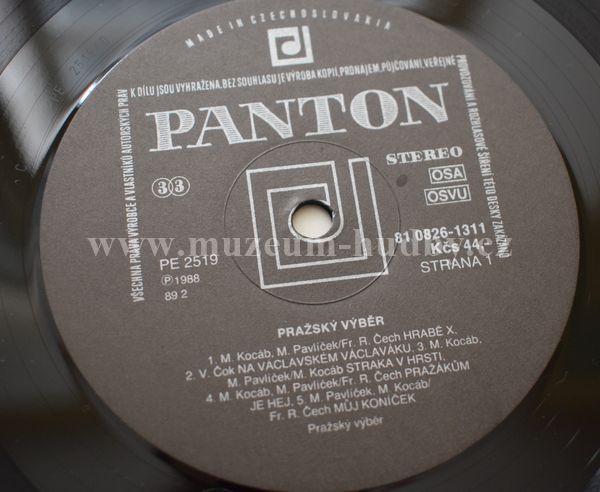 MADE IN CZECHOSLOVAKIA
VŠECHNA PRÁVA VÝROBCE A VLASTNÍKŮ AUTORSKÝCH PRÁV
K DÍLU JSOU VYHRAŽENA. BEZ SOUHLASU JE VÝROBA KOPIÍ, PRONÁJEM, PŮJČOVÁNÍ, VEŘEJNÉ
PROVOZOVÁNÍ A ROZHLASOVÉ ŠÍŘENÍ TÉTO DESKY ZAKÁZÁNO
PANTON
STEREO
33
OSA
OSVU
81 0826-1311
Kčs 44,-
STRANA 1
PE 2519
Ⓟ1988
89 2
www.muzeum-hudby.cz
PRAŽSKÝ VÝBĚR
1. M. Kocáb, M. Pavlíček/Fr. R. Čech HRABĚ X,
2. V. Čok NA VÁCLAVSKÉM VÁCLAVÁKU, 3. M. Kocáb,
M. Pavlíček/M. Kocáb STRAKA V HRSTI,
4. M. Kocáb, M. Pavlíček/Fr. R. Čech PRAŽÁKŮM
JE HEJ, 5. M. Pavlíček, M. Kocáb/
Fr. R. Čech MŮJ KONÍČEK
Pražský výběr